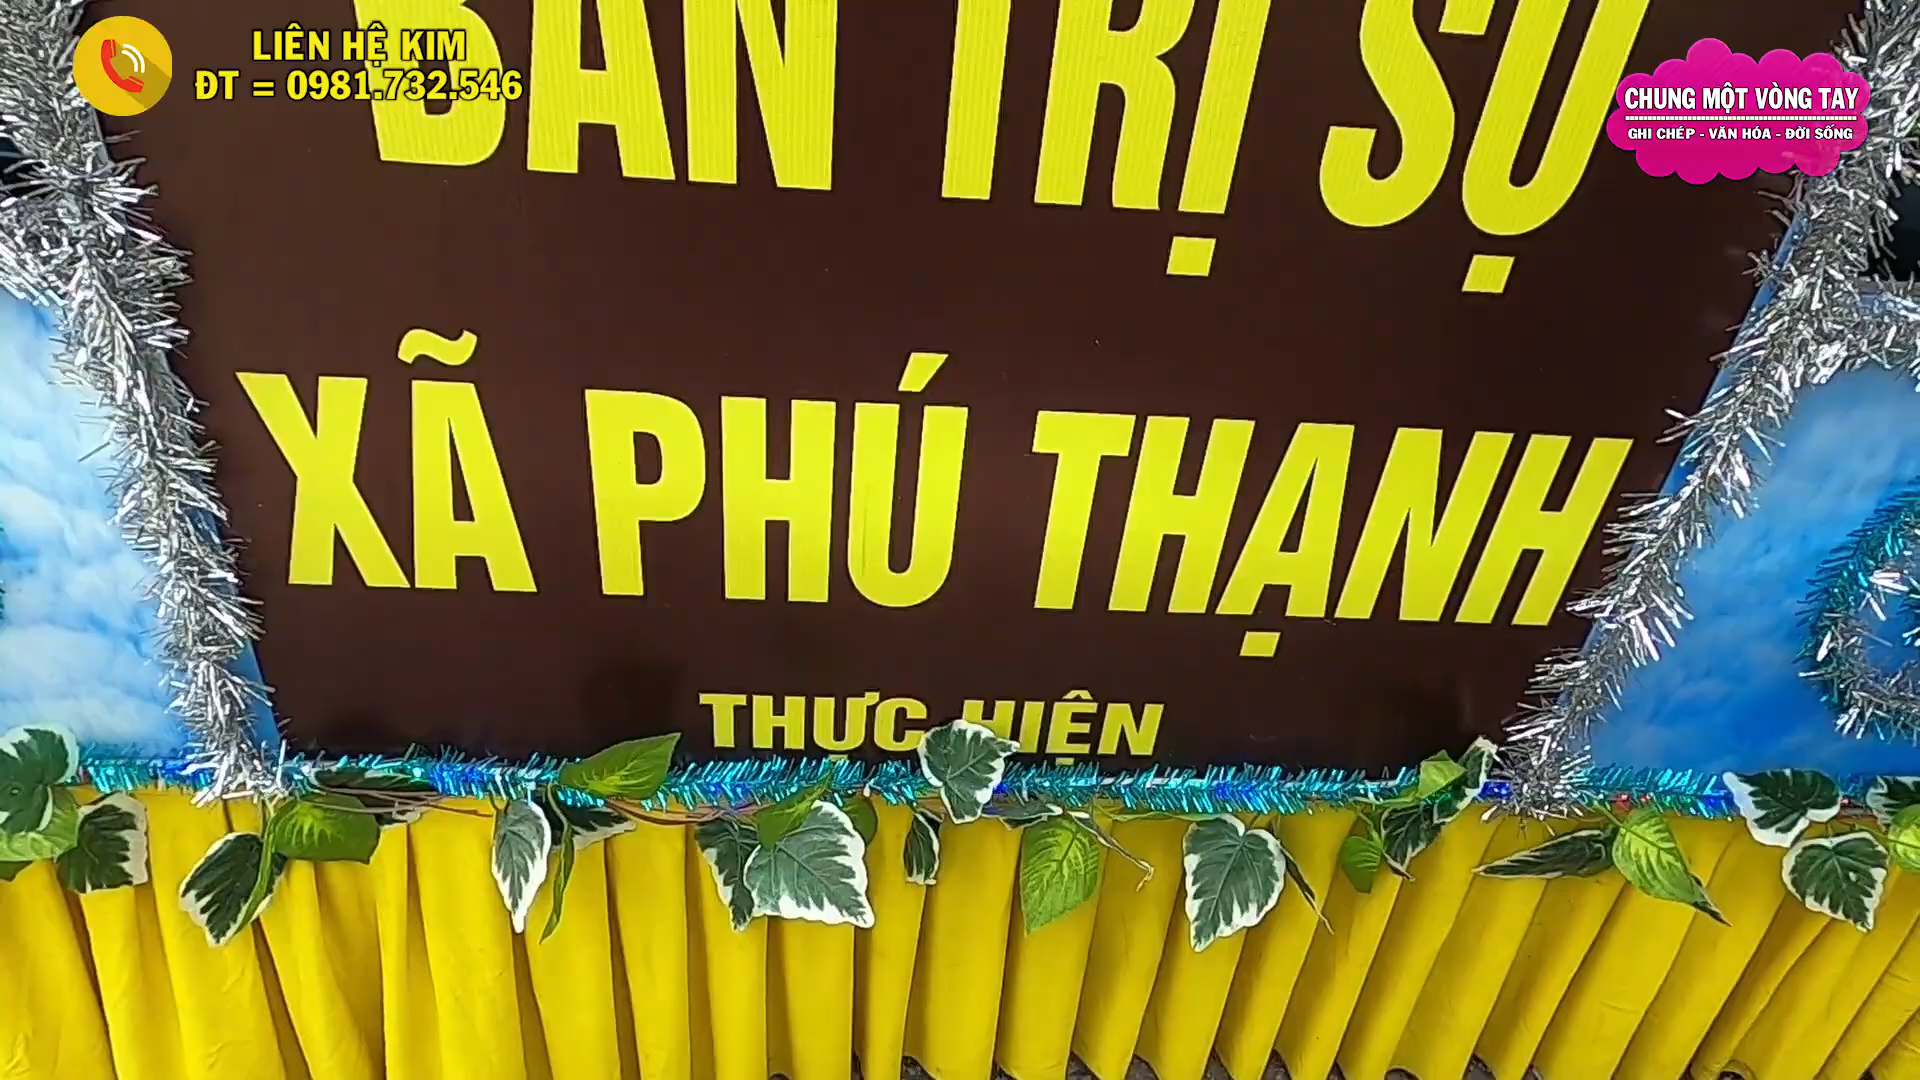 LIÊN HỆ KIM
ĐT = 0981.732.546
CHUNG MỘT VÒNG TAY
GHI CHÉP - VĂN HÓA - ĐỜI SỐNG
BAN TRỊ SỰ
XÃ PHÚ THẠNH
THỰC HIỆN